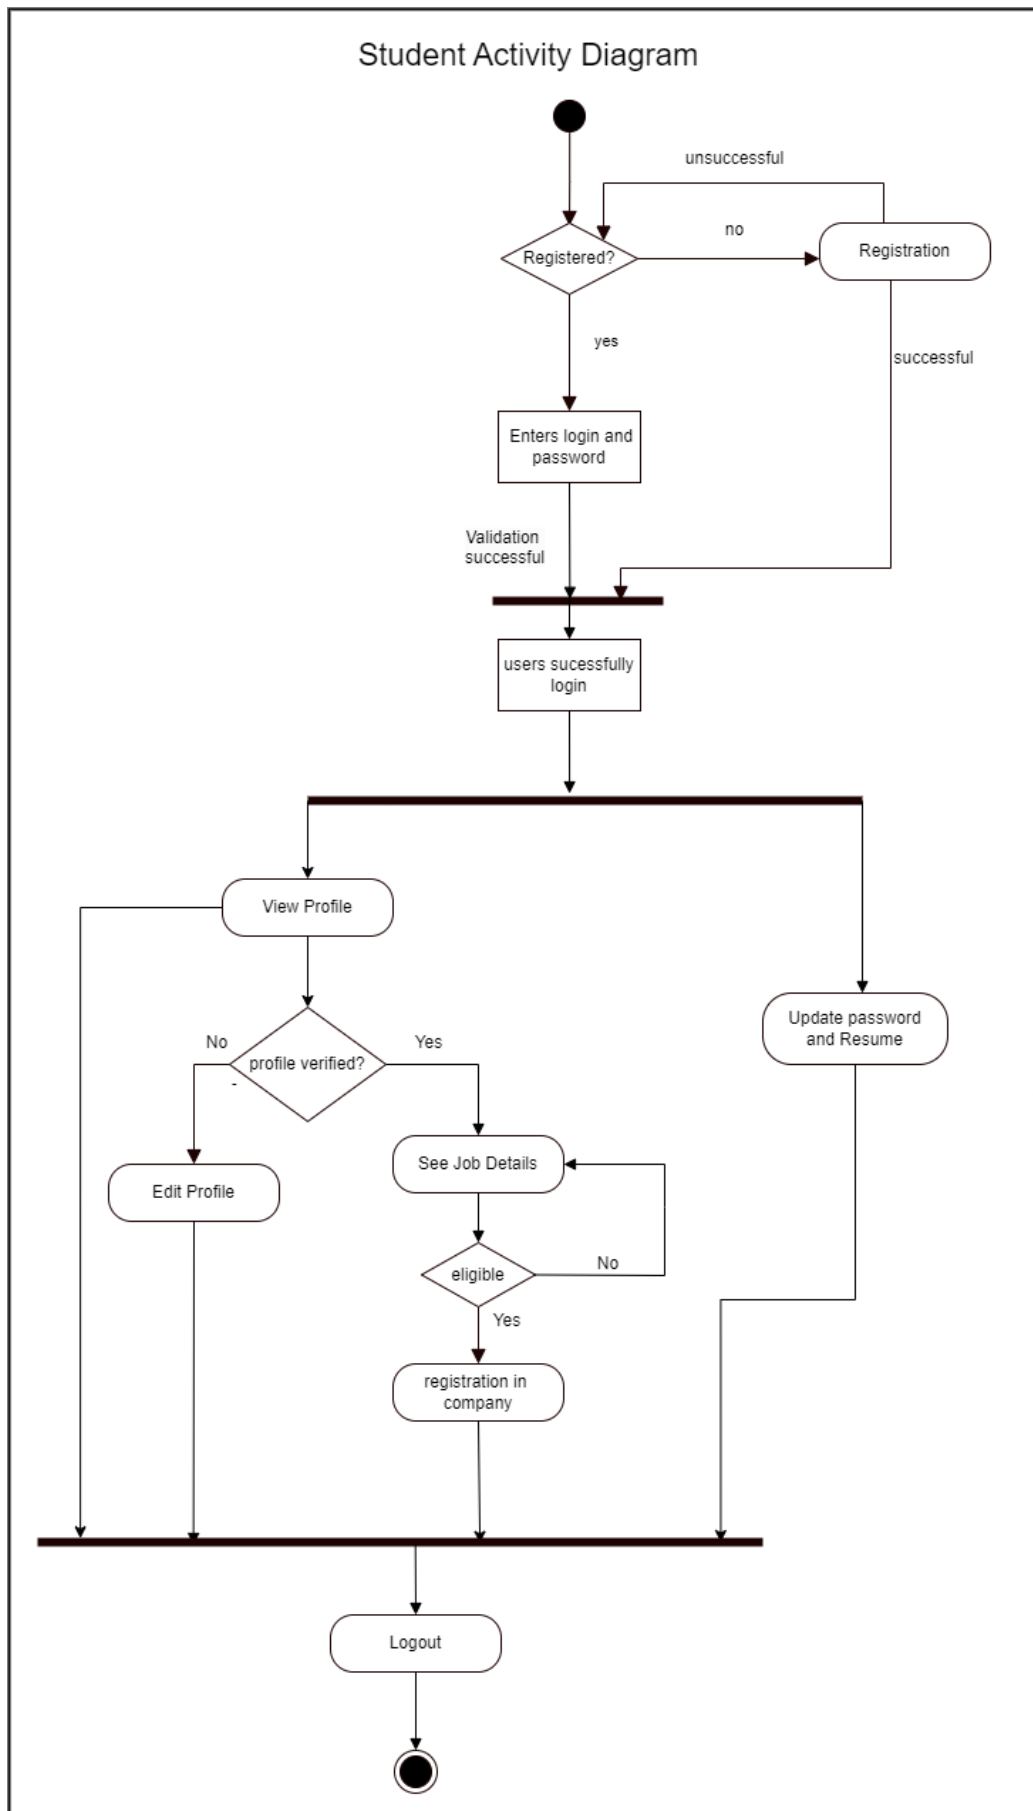 Student Activity Diagram
unsuccessful
no
Registered?
Registration
yes
successful
Enters login and
password
Validation
successful
users sucessfully
login
View Profile
Update password
and Resume
No
Yes
profile verified?
-
See Job Details
Edit Profile
No
eligible
Yes
registration in
company
Logout